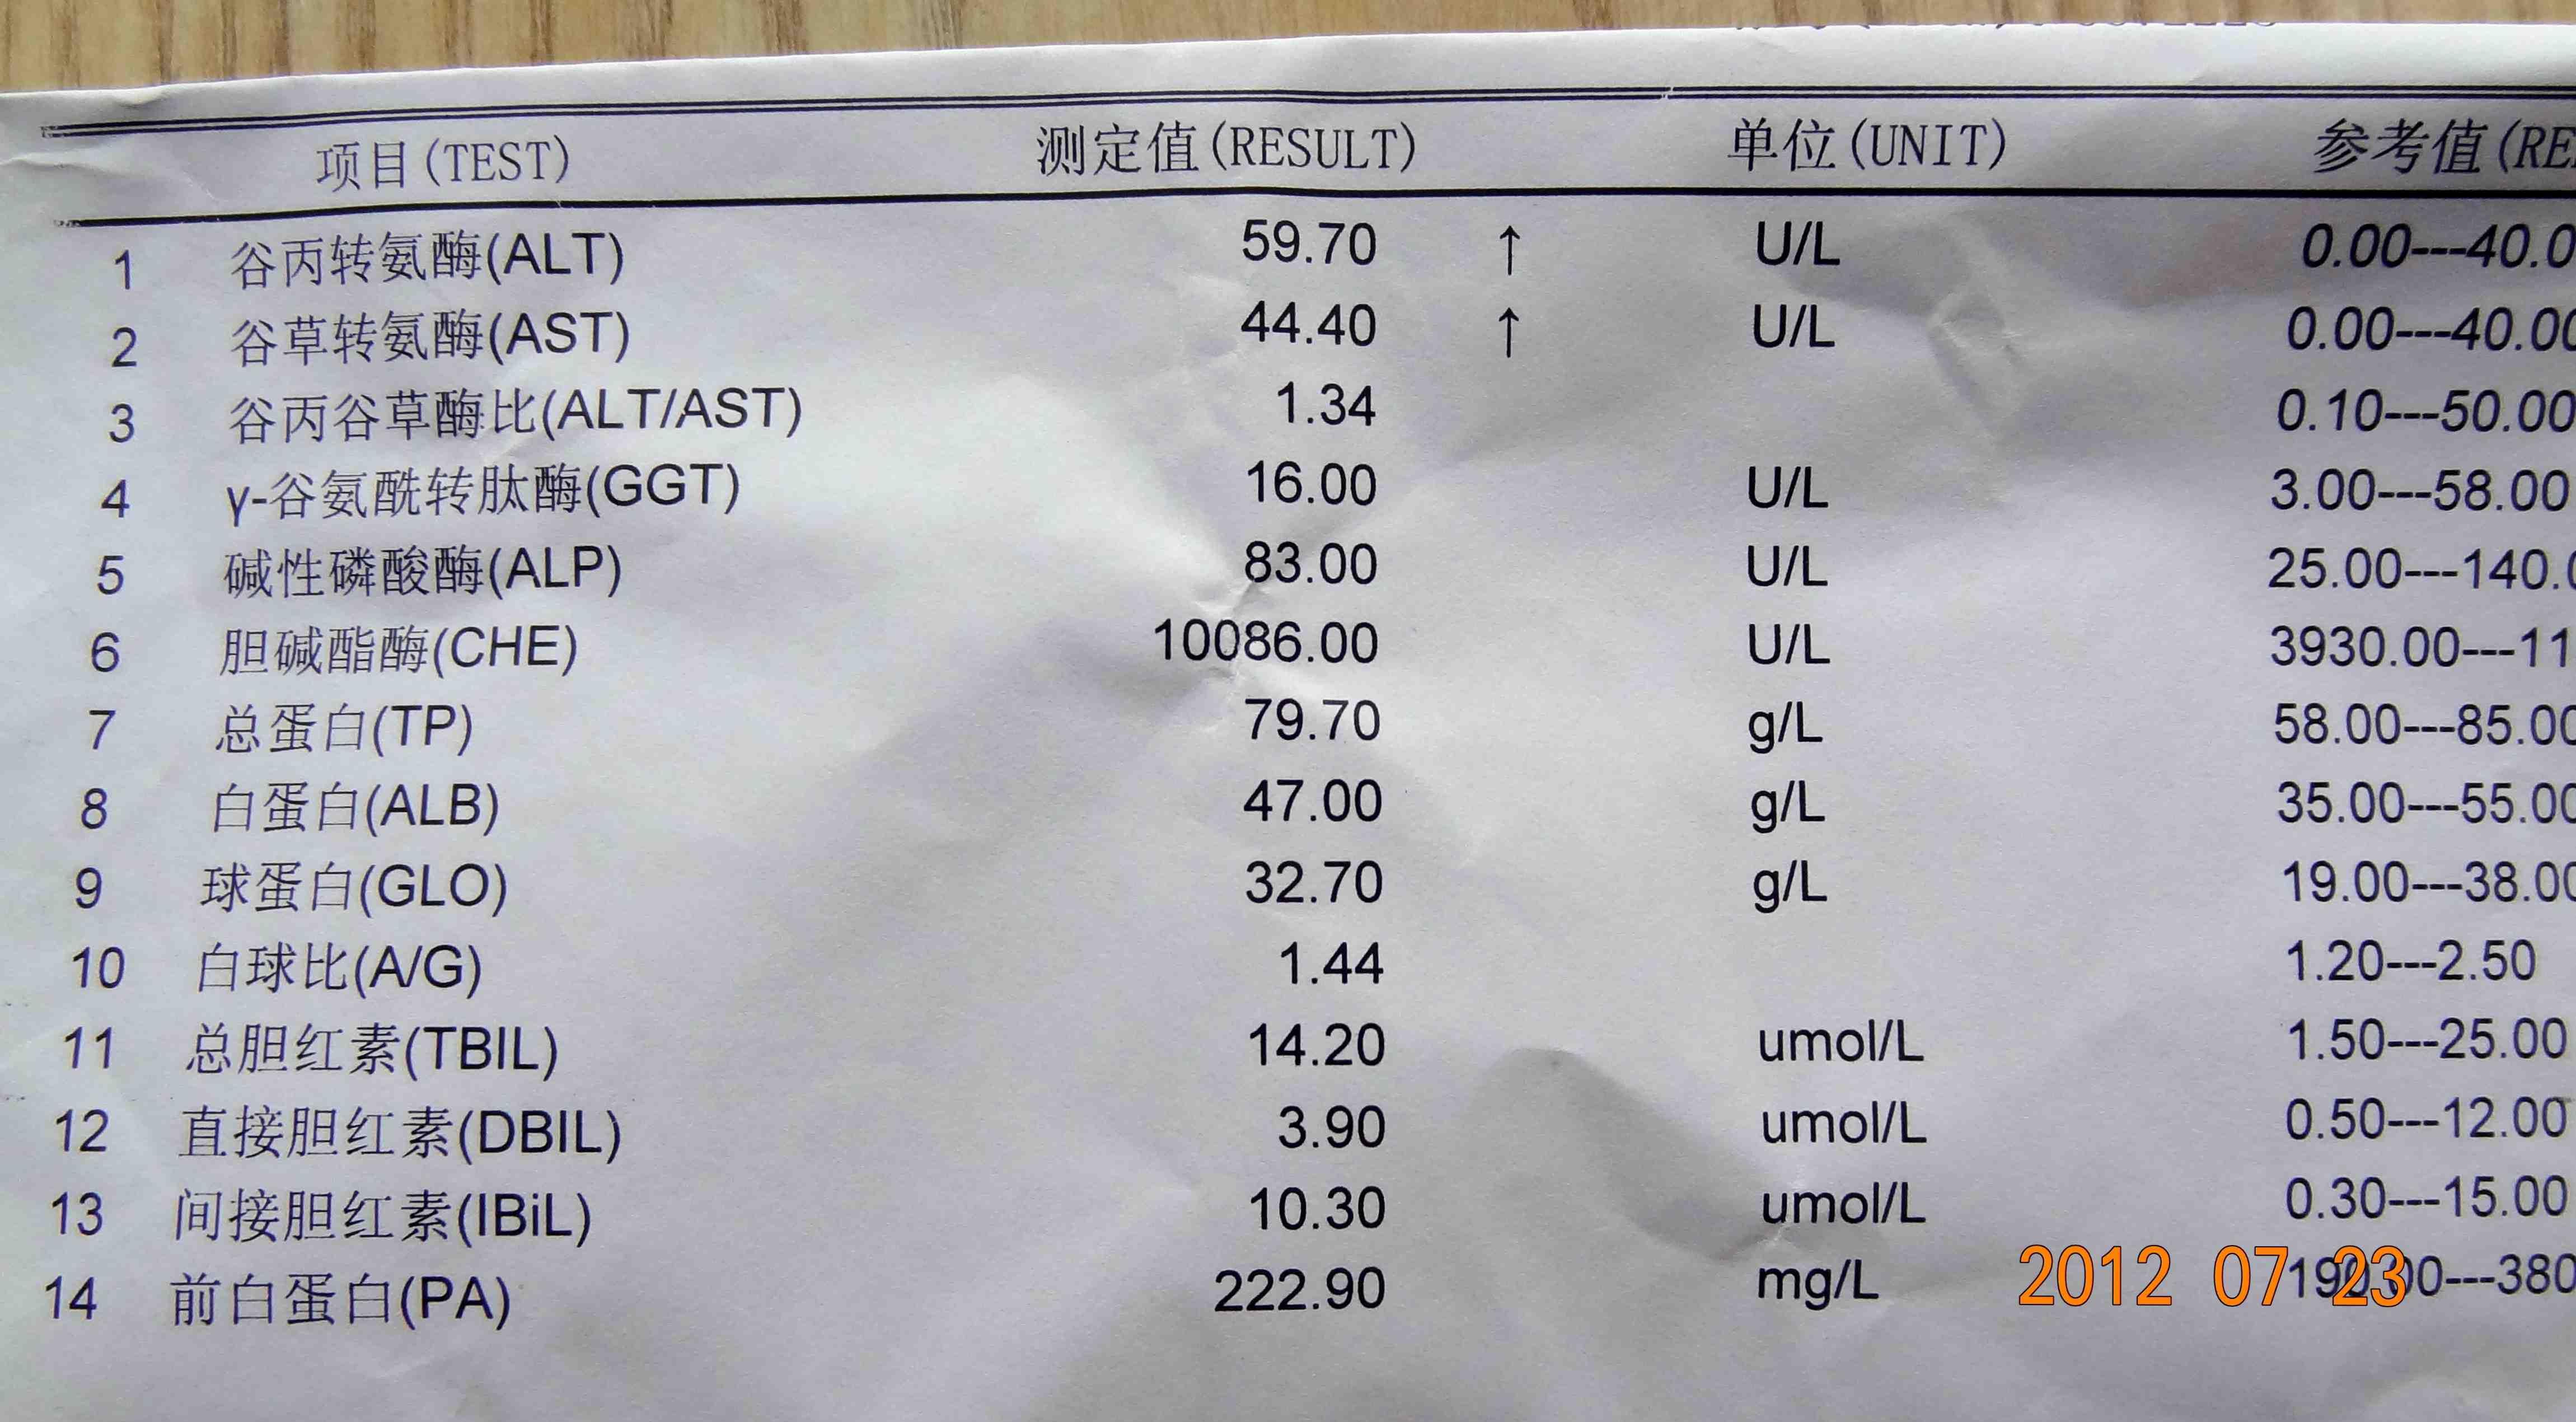 项目(TEST) 测定值(RESULT) 单位(UNIT) 参考值(RE
1 谷丙转氨酶(ALT) 59.70 ↑ U/L 0.00---40.0
2 谷草转氨酶(AST) 44.40 ↑ U/L 0.00---40.00
3 谷丙谷草酶比(ALT/AST) 1.34 0.10---50.00
4 γ-谷氨酰转肽酶(GGT) 16.00 U/L 3.00---58.00
5 碱性磷酸酶(ALP) 83.00 U/L 25.00---140.0
6 胆碱酯酶(CHE) 10086.00 U/L 3930.00---11
7 总蛋白(TP) 79.70 g/L 58.00---85.00
8 白蛋白(ALB) 47.00 g/L 35.00---55.00
9 球蛋白(GLO) 32.70 g/L 19.00---38.00
10 白球比(A/G) 1.44 1.20---2.50
11 总胆红素(TBIL) 14.20 umol/L 1.50---25.00
12 直接胆红素(DBIL) 3.90 umol/L 0.50---12.00
13 间接胆红素(IBiL) 10.30 umol/L 0.30---15.00
14 前白蛋白(PA) 222.90 mg/L 190.00---380
2012 07 23